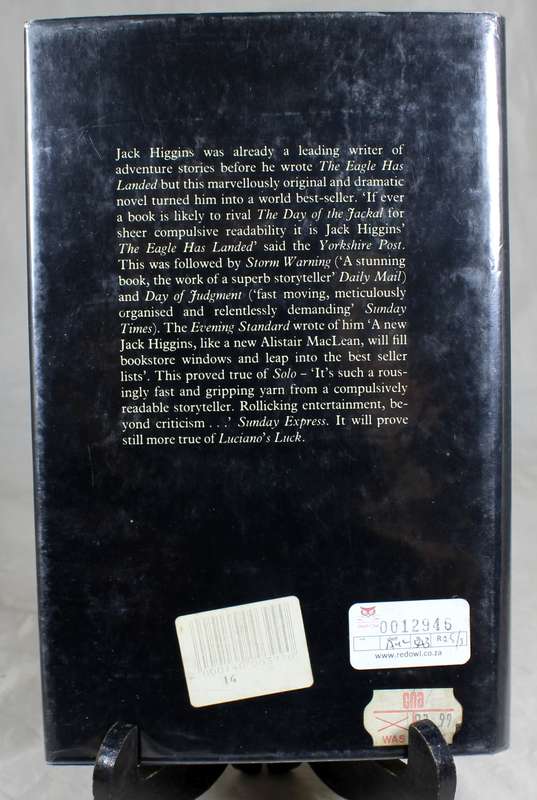 Jack Higgins was already a leading writer of
adventure stories before he wrote The Eagle Has
Landed but this marvellously original and dramatic
novel turned him into a world best-seller. ‘If ever
a book is likely to rival The Day of the Jackal for
sheer compulsive readability it is Jack Higgins’
The Eagle Has Landed’ said the Yorkshire Post.
This was followed by Storm Warning (‘A stunning
book, the work of a superb storyteller’ Daily Mail)
and Day of Judgment (‘fast moving, meticulously
organised and relentlessly demanding’ Sunday
Times). The Evening Standard wrote of him ‘A new
Jack Higgins, like a new Alistair MacLean, will fill
bookstore windows and leap into the best seller
lists’. This proved true of Solo – ‘It’s such a rous-
ingly fast and gripping yarn from a compulsively
readable storyteller. Rollicking entertainment, be-
yond criticism . . .’ Sunday Express. It will prove
still more true of Luciano’s Luck.
16
0012946
www.redowl.co.za
cna
WAS